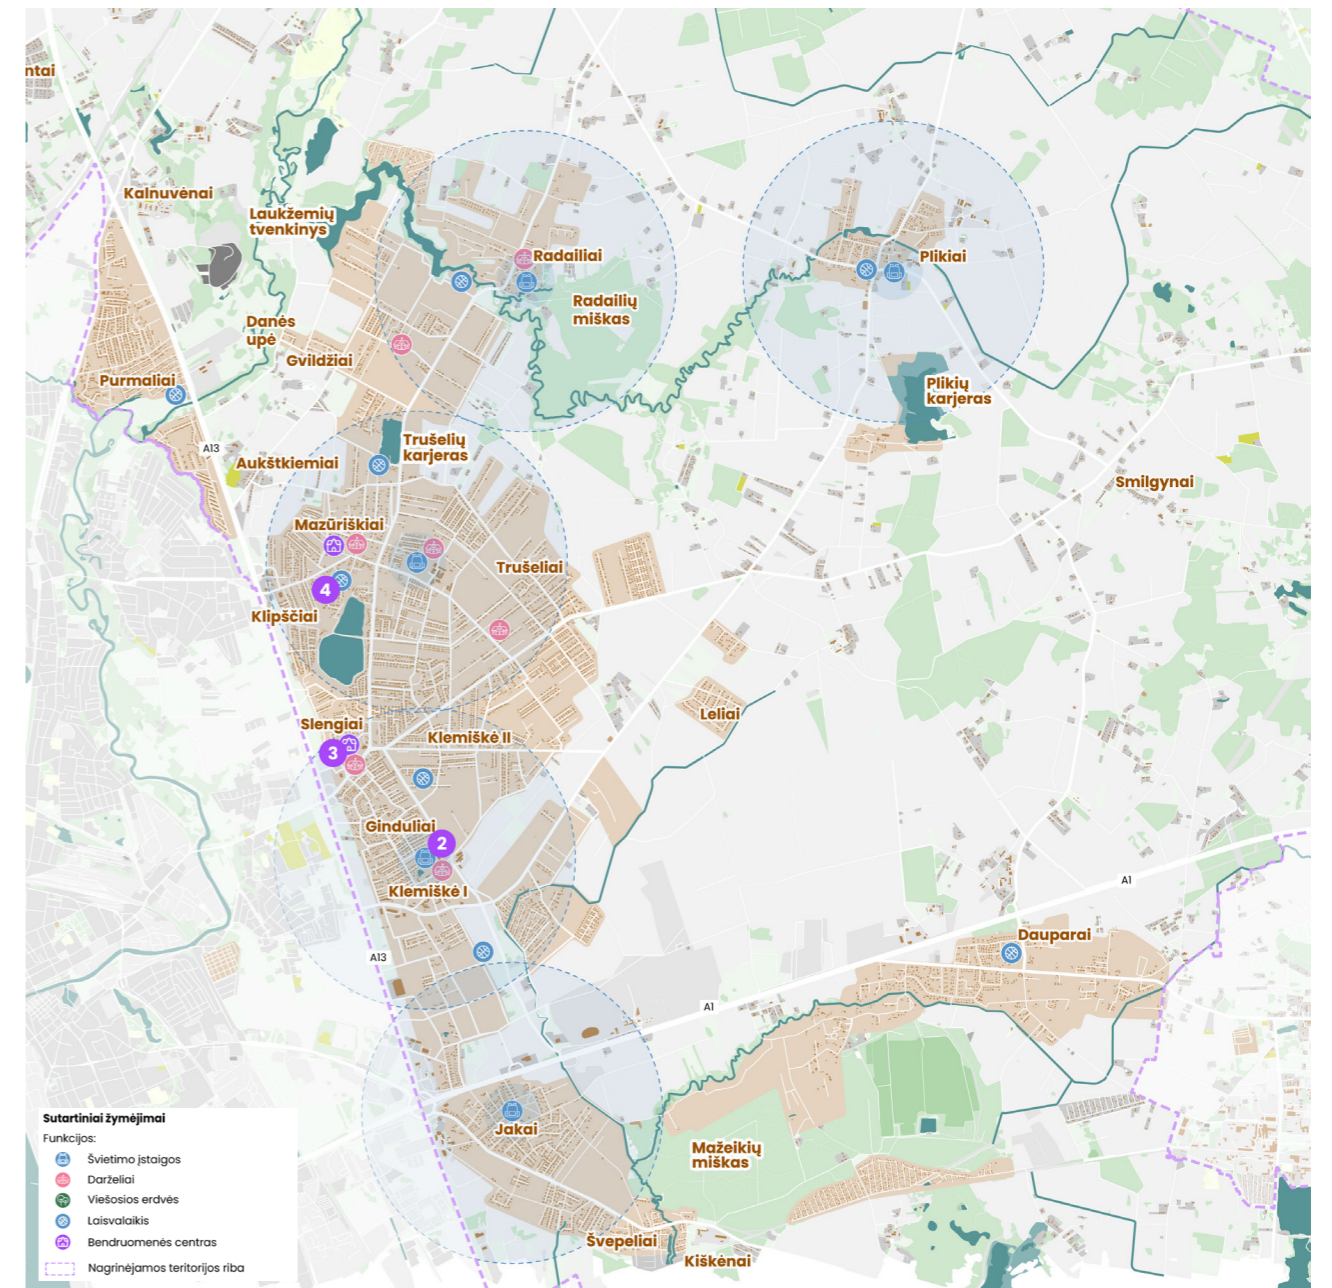 ntai
Kalnuvėnai
Laukžemių
tvenkinys
Radailiai
Plikiai
Radailių
miškas
Danės
upė
Gvildžiai
Purmaliai
Plikių
karjeras
A13
Trušelių
karjeras
Aukštkiemiai
Smilgynai
Mazūriškiai
Trušeliai
4
Klipščiai
Leliai
Slengiai
Klemiškė II
3
Ginduliai
2
Klemiškė I
A1
Dauparai
A13
A1
Jakai
Mažeikių
miškas
Švepeliai
Kiškėnai
Sutartiniai žymėjimai
Funkcijos:
Švietimo įstaigos
Darželiai
Viešosios erdvės
Laisvalaikis
Bendruomenės centras
Nagrinėjamos teritorijos riba